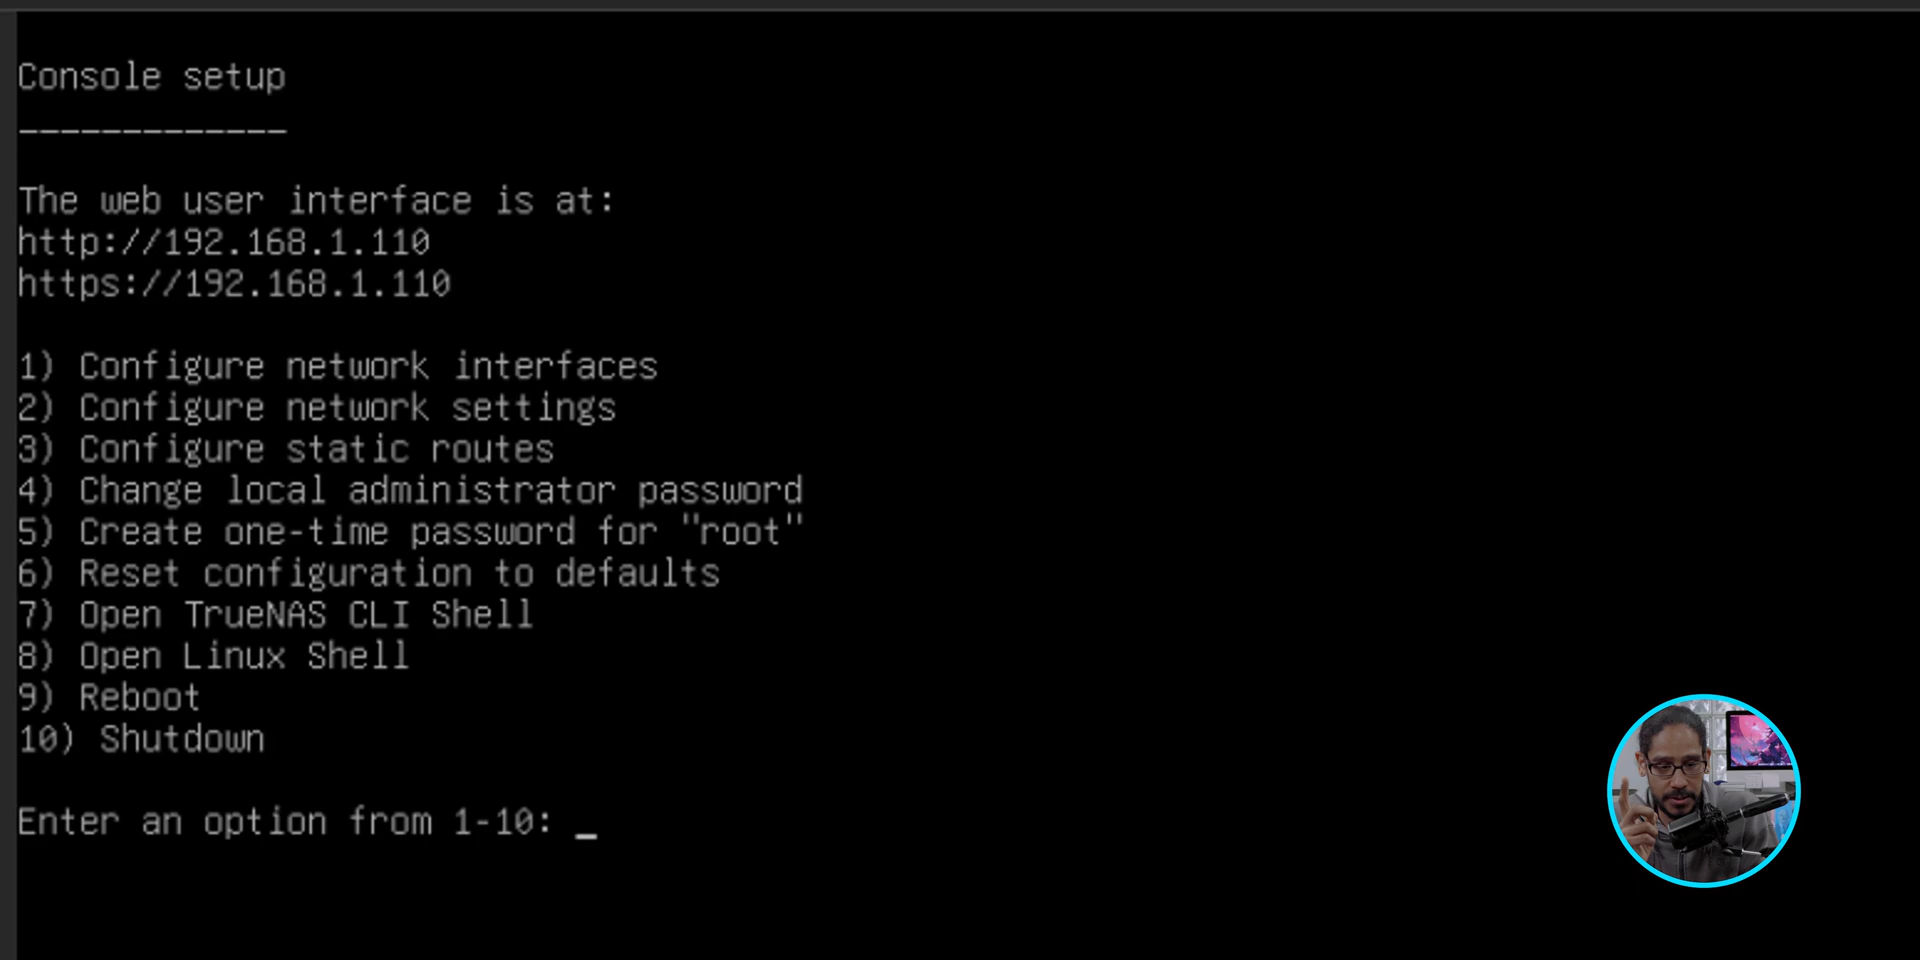 Console setup
-------------
The web user interface is at:
http://192.168.1.110
https://192.168.1.110
1) Configure network interfaces
2) Configure network settings
3) Configure static routes
4) Change local administrator password
5) Create one-time password for "root"
6) Reset configuration to defaults
7) Open TrueNAS CLI Shell
8) Open Linux Shell
9) Reboot
10) Shutdown
Enter an option from 1-10: _